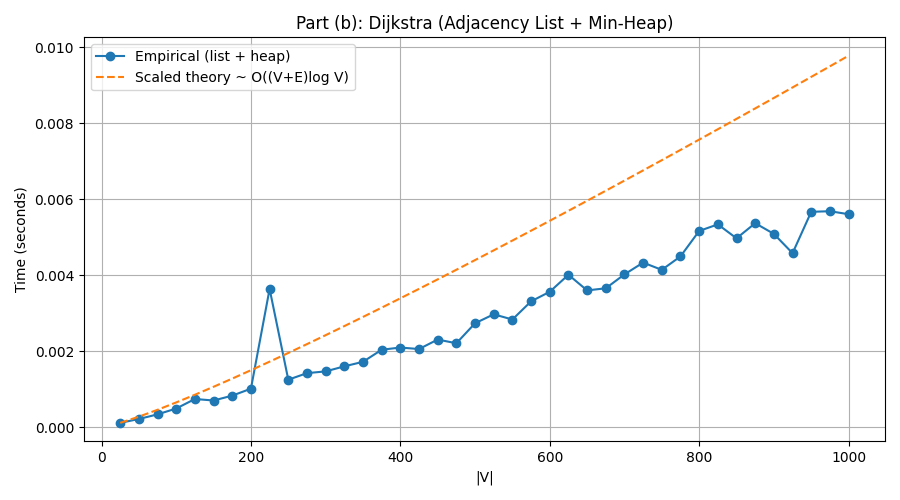 Part (b): Dijkstra (Adjacency List + Min-Heap)
Empirical (list + heap)
Scaled theory ~ O((V+E)log V)
0.010
0.008
0.006
0.004
0.002
0.000
Time (seconds)
0 200 400 600 800 1000
|V|